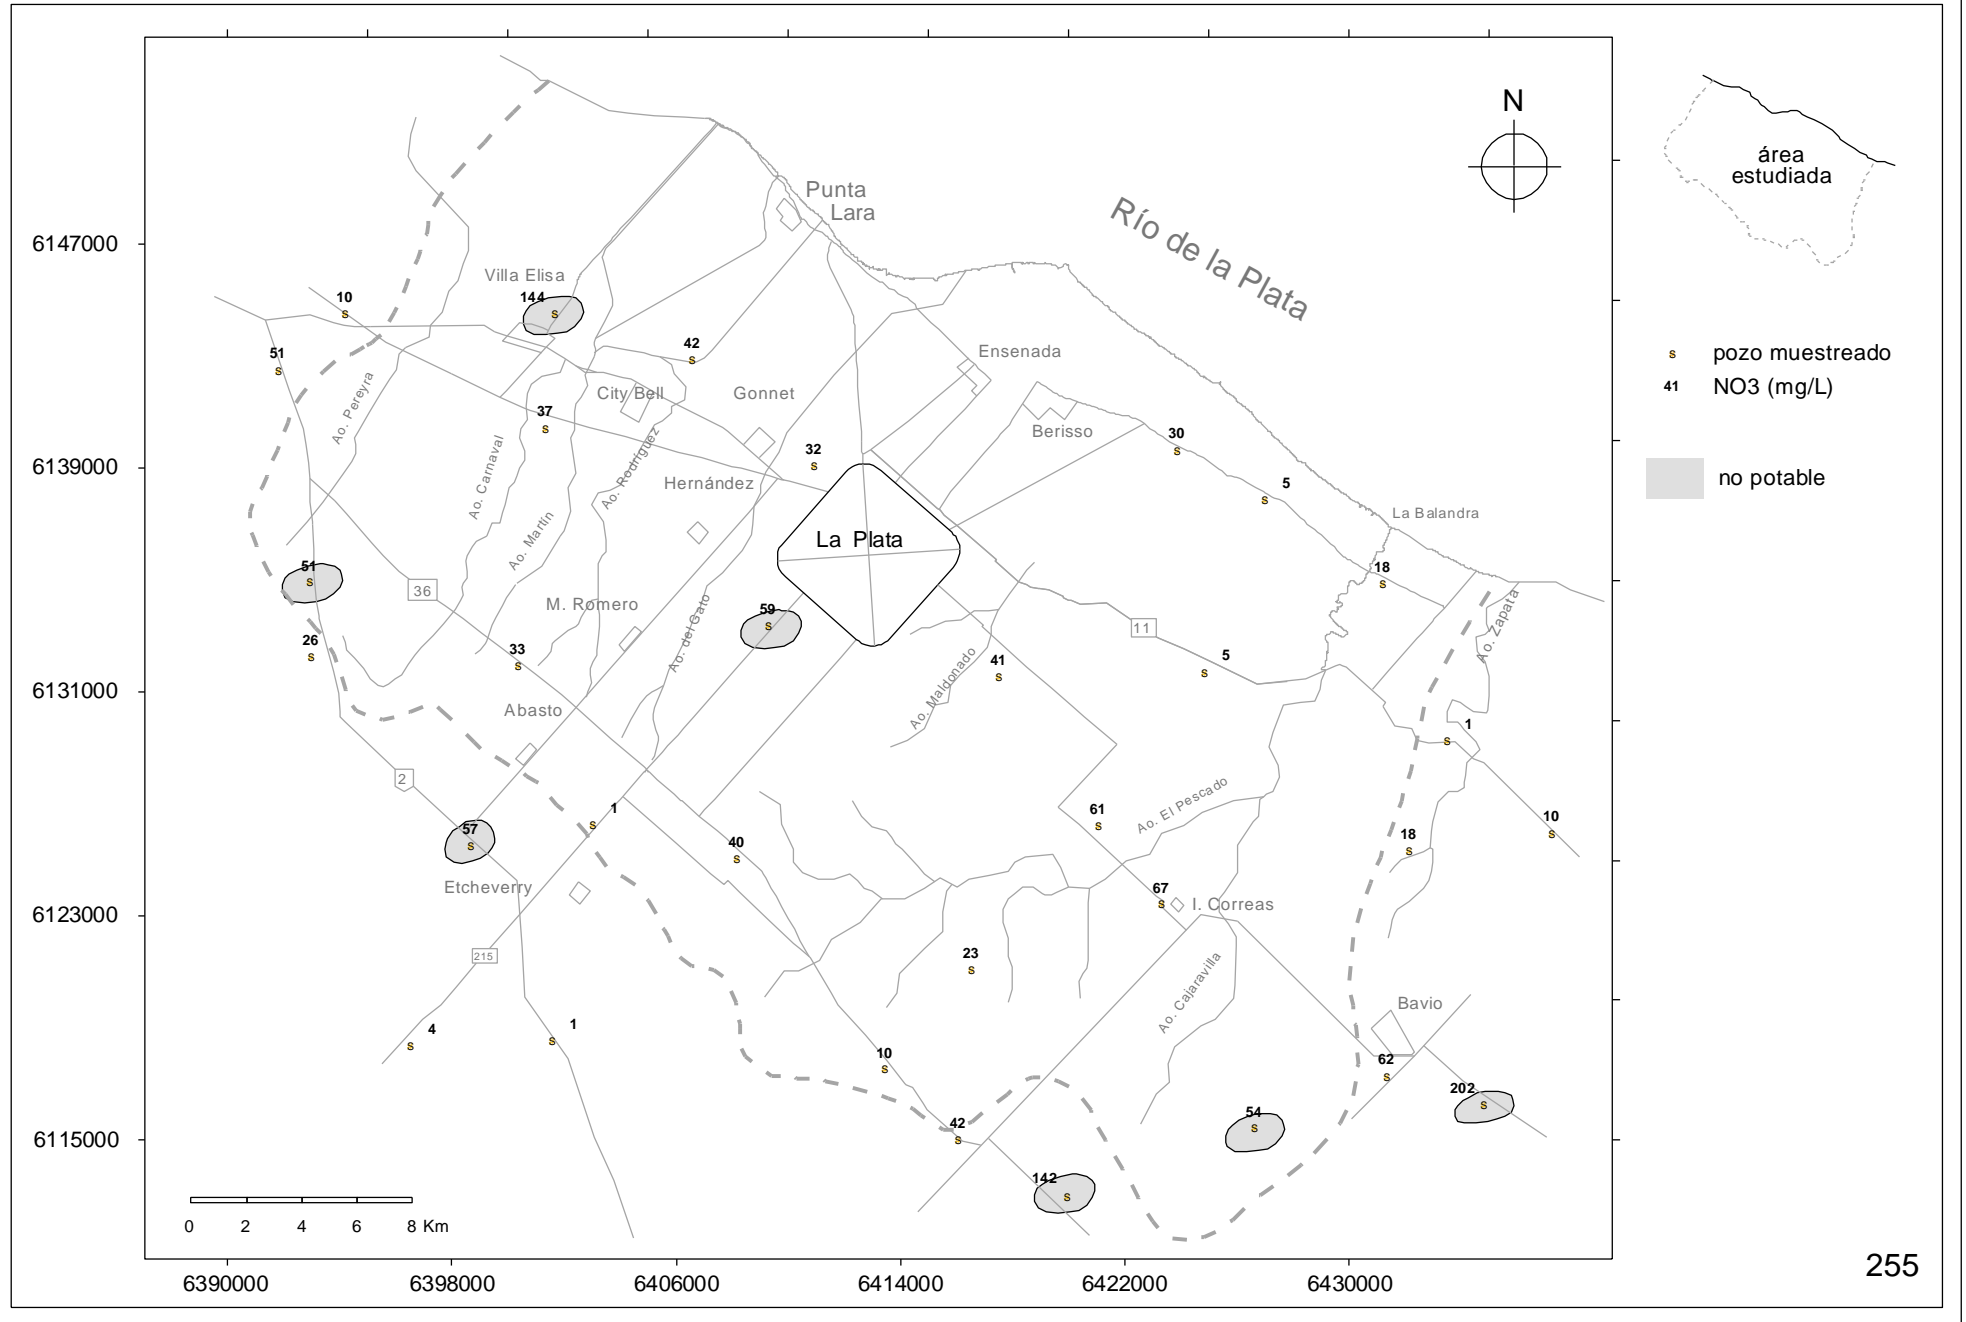 N
Punta
Lara
Río de la Plata
área
estudiada
6147000
Villa Elisa
10
144
51
42
Ensenada
s pozo muestreado
41 NO3 (mg/L)
City Bell
Gonnet
Ao. Pereyra
37
Berisso
30
32
6139000
Ao. Carnaval
Ao. Rodríguez
Hernández
5
no potable
La Balandra
Ao. Martín
La Plata
51
18
36
M. Romero
59
Ao. del Gato
11
Ao. Zapata
26
33
41
5
6131000
Ao. Maldonado
Abasto
1
2
1
61
Ao. El Pescado
10
57
40
18
Etcheverry
67
I. Correas
6123000
215
23
Ao. Cajaravilla
Bavio
4
1
10
62
202
54
42
6115000
142
0 2 4 6 8 Km
255
6390000 6398000 6406000 6414000 6422000 6430000